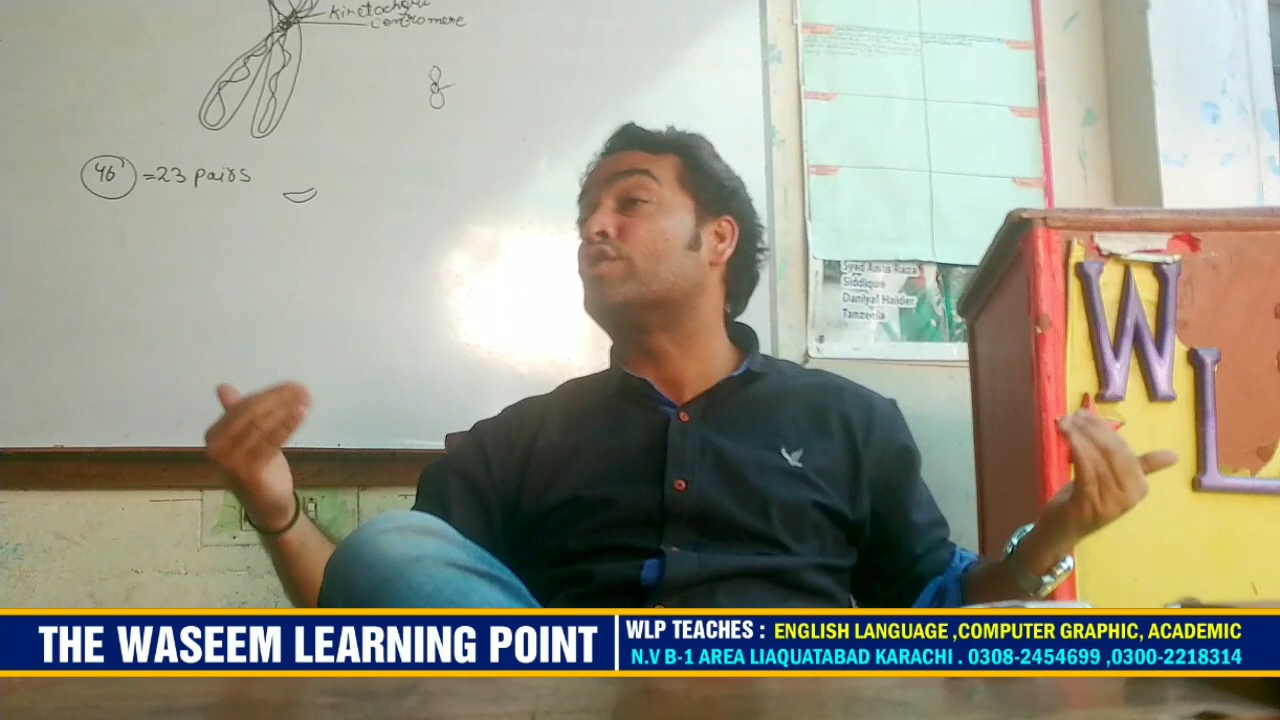 kinetochore
centromere
46 = 23 pairs
Syed Anus Raza
Siddique
Daniyal Haider
Tanzeela
W
L
THE WASEEM LEARNING POINT
WLP TEACHES : ENGLISH LANGUAGE ,COMPUTER GRAPHIC, ACADEMIC
N.V B-1 AREA LIAQUATABAD KARACHI . 0308-2454699 ,0300-2218314